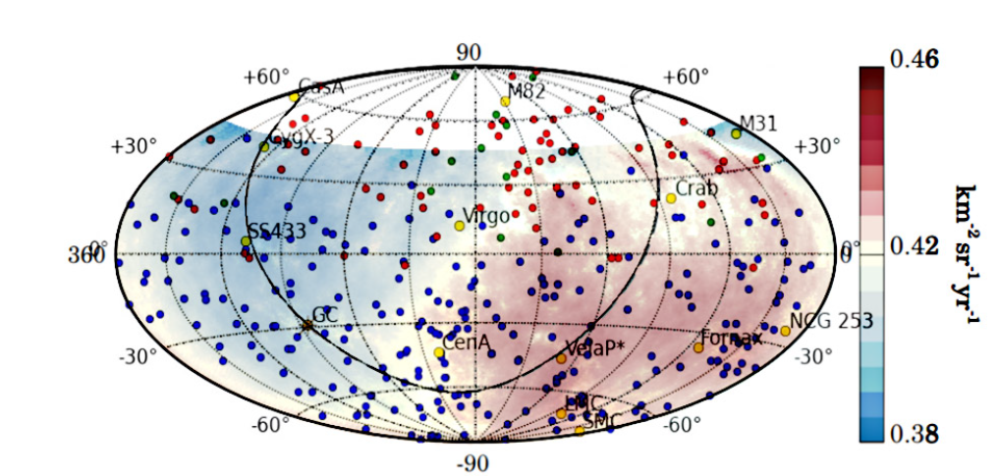 90
+60°
+60°
CasA
M82
CygX-3
M31
+30°
+30°
Crab
Virgo
SS433
360
0°
0°
GC
NCG 253
CenA
VelaP*
Fornax
-30°
-30°
LMC
SMC
-60°
-60°
-90
0.46
0.42
0.38
km⁻² sr⁻¹ yr⁻¹